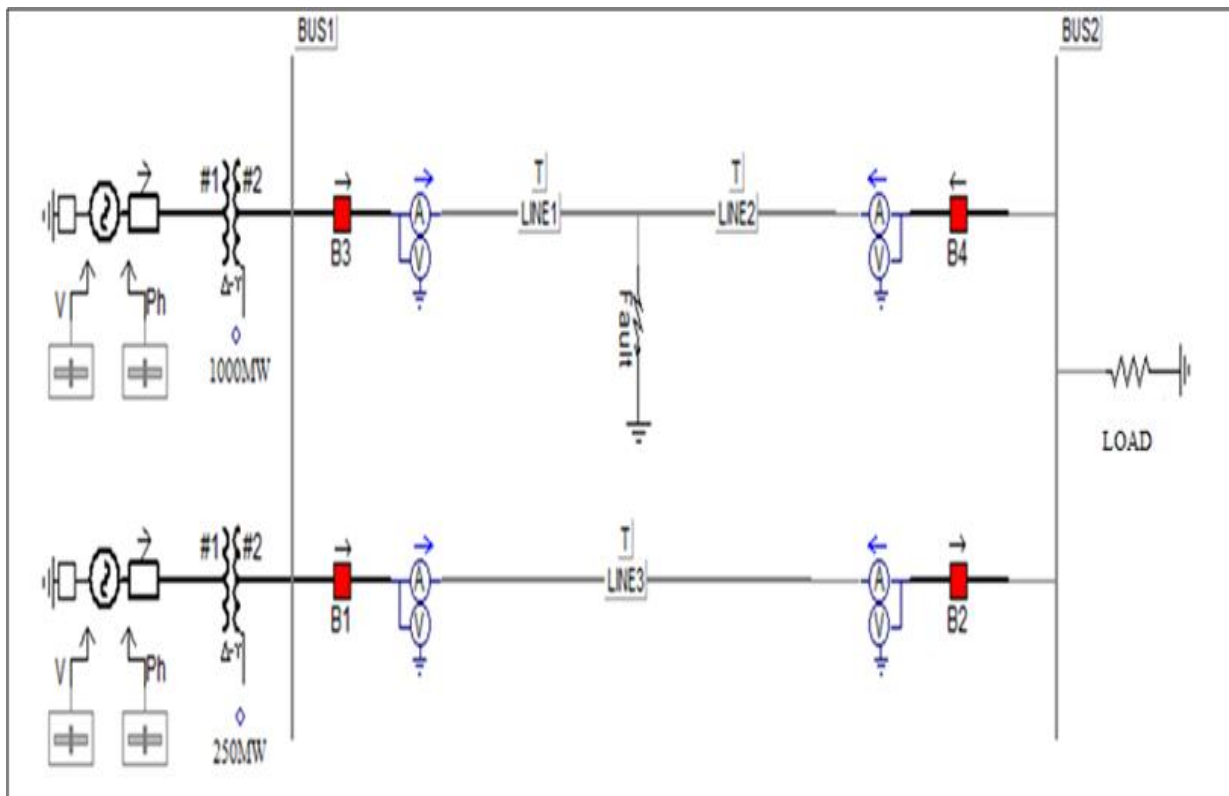 BUS1
BUS2
#1 #2
T
T
LINE1
LINE2
A
A
B3
B4
V
V
Δ-Y
V
Ph
Fault
1000MW
LOAD
#1 #2
T
LINE3
A
A
B1
B2
V
V
Δ-Y
V
Ph
250MW